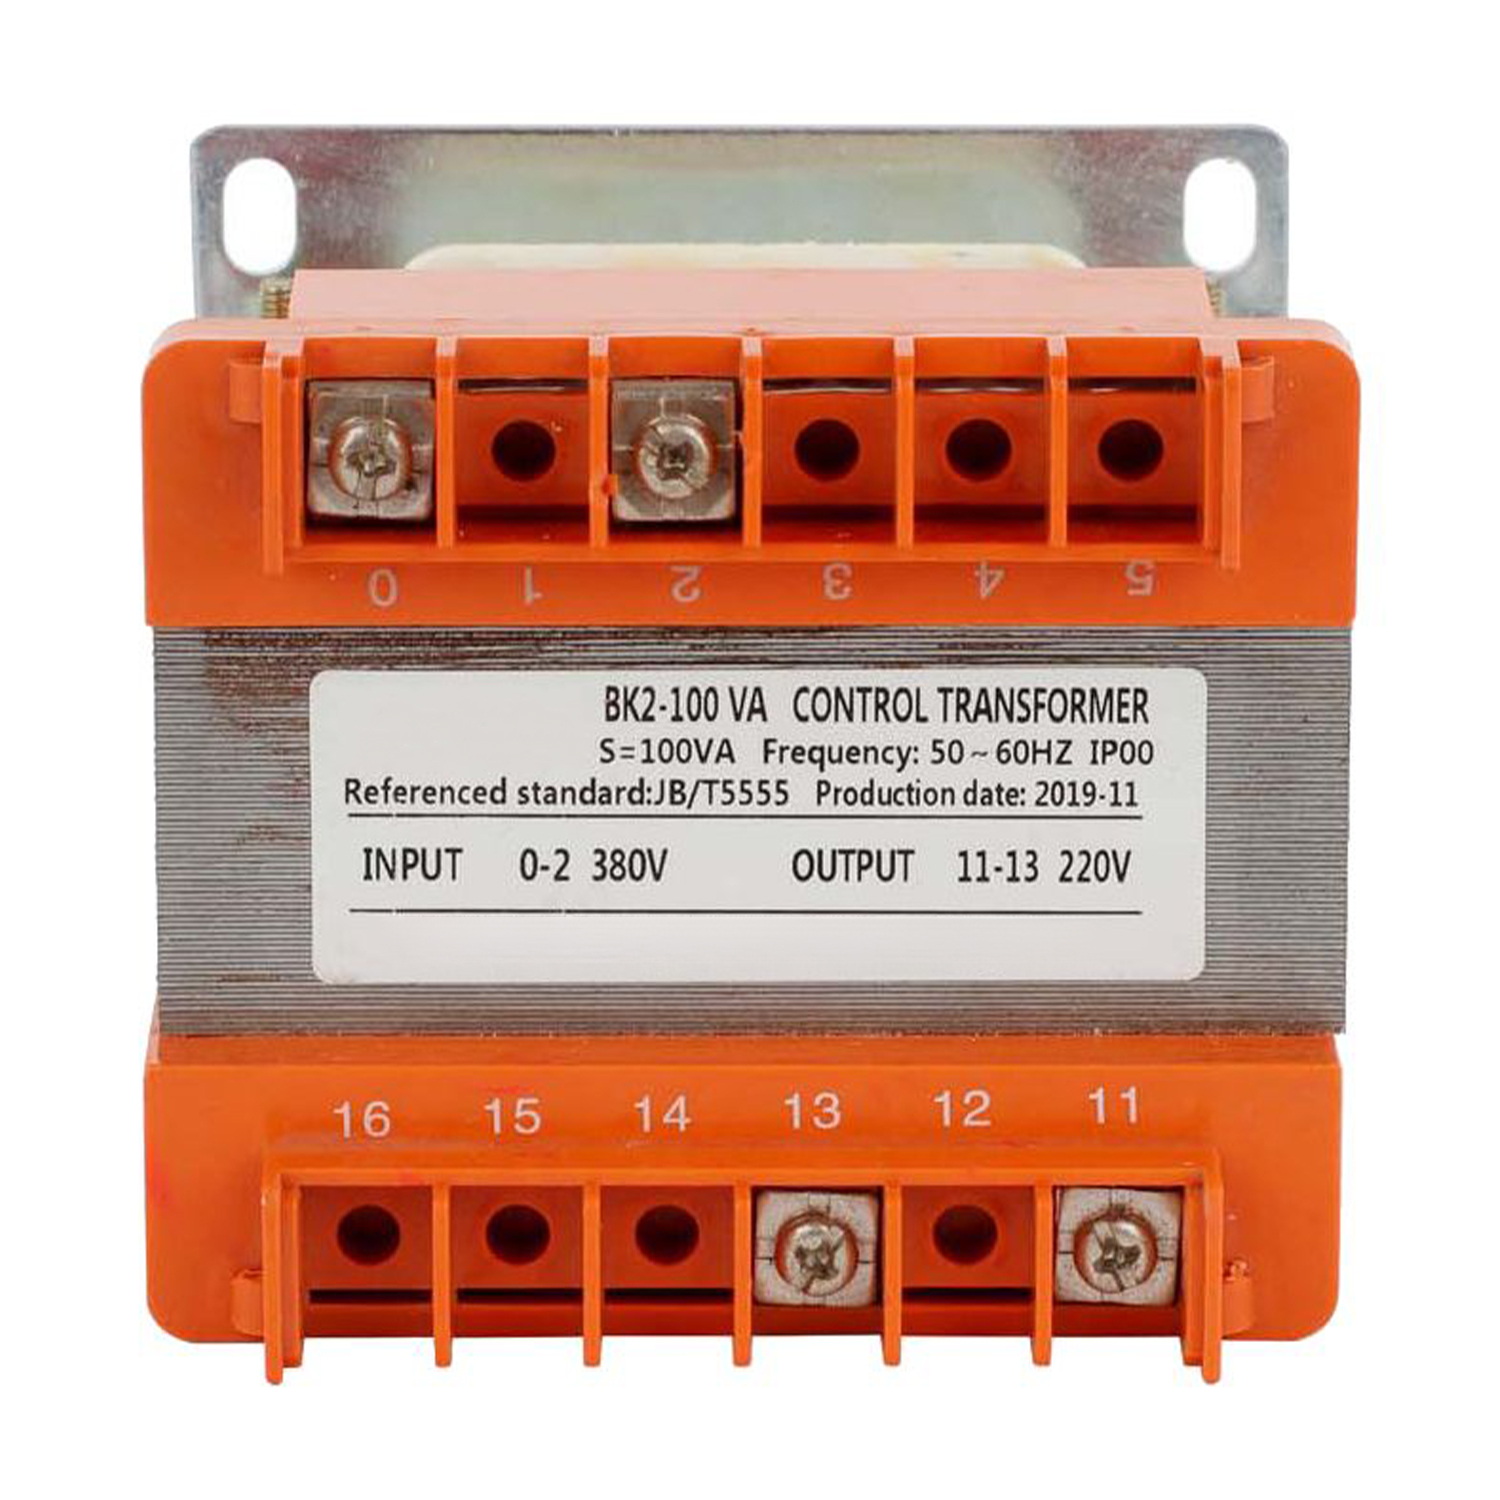 0 1 2 3 4 5
BK2-100 VA CONTROL TRANSFORMER
S=100VA Frequency: 50~60HZ IP00
Referenced standard:JB/T5555 Production date: 2019-11
INPUT 0-2 380V OUTPUT 11-13 220V
16 15 14 13 12 11